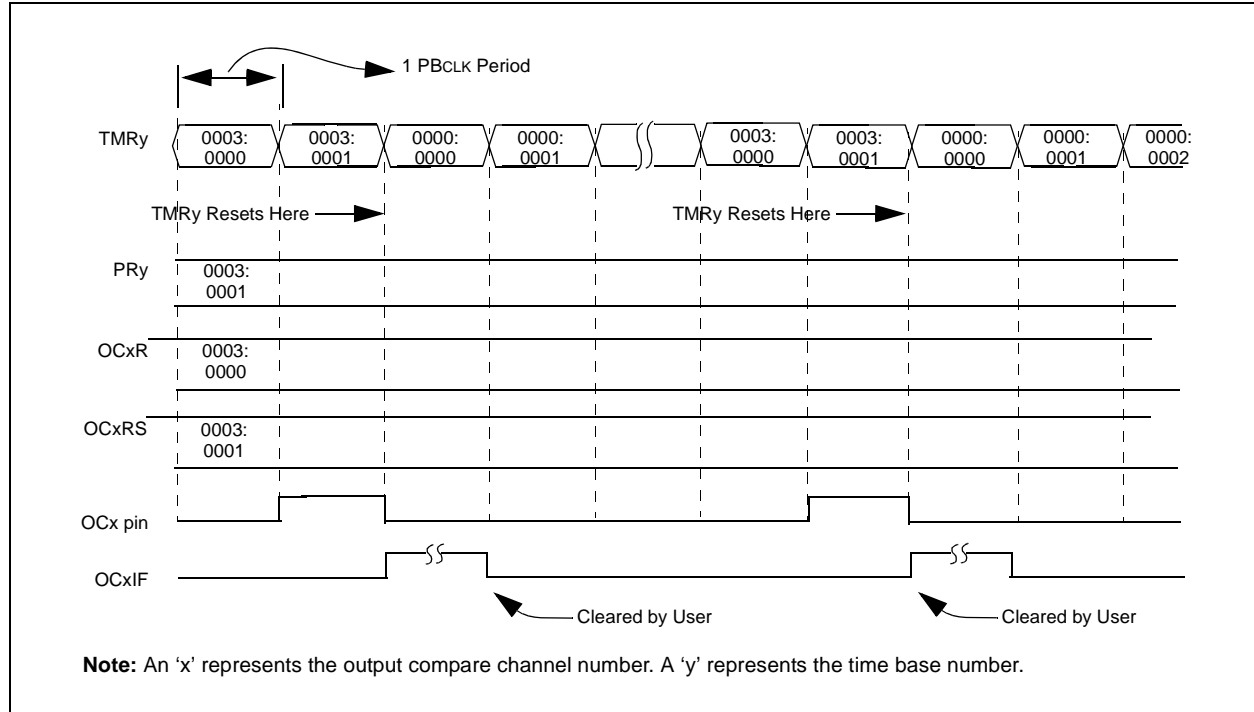 1 PBCLK Period
TMRy
0003:
0000
0003:
0001
0000:
0000
0000:
0001
0003:
0000
0003:
0001
0000:
0000
0000:
0001
0000:
0002
TMRy Resets Here
TMRy Resets Here
PRy
0003:
0001
OCxR
0003:
0000
OCxRS
0003:
0001
OCx pin
OCxIF
Cleared by User
Cleared by User
Note: An ‘x’ represents the output compare channel number. A ‘y’ represents the time base number.